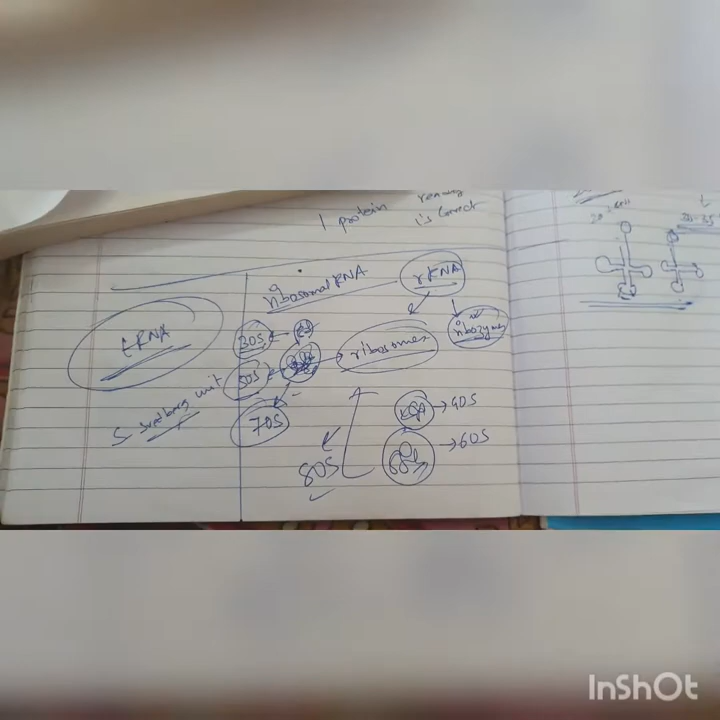 1 protein reading
is correct
ribosomal RNA
rRNA
tRNA
30S
ribosomes
ribozymes
50S
S Svedberg unit
70S
40S
80S
60S
InShOt